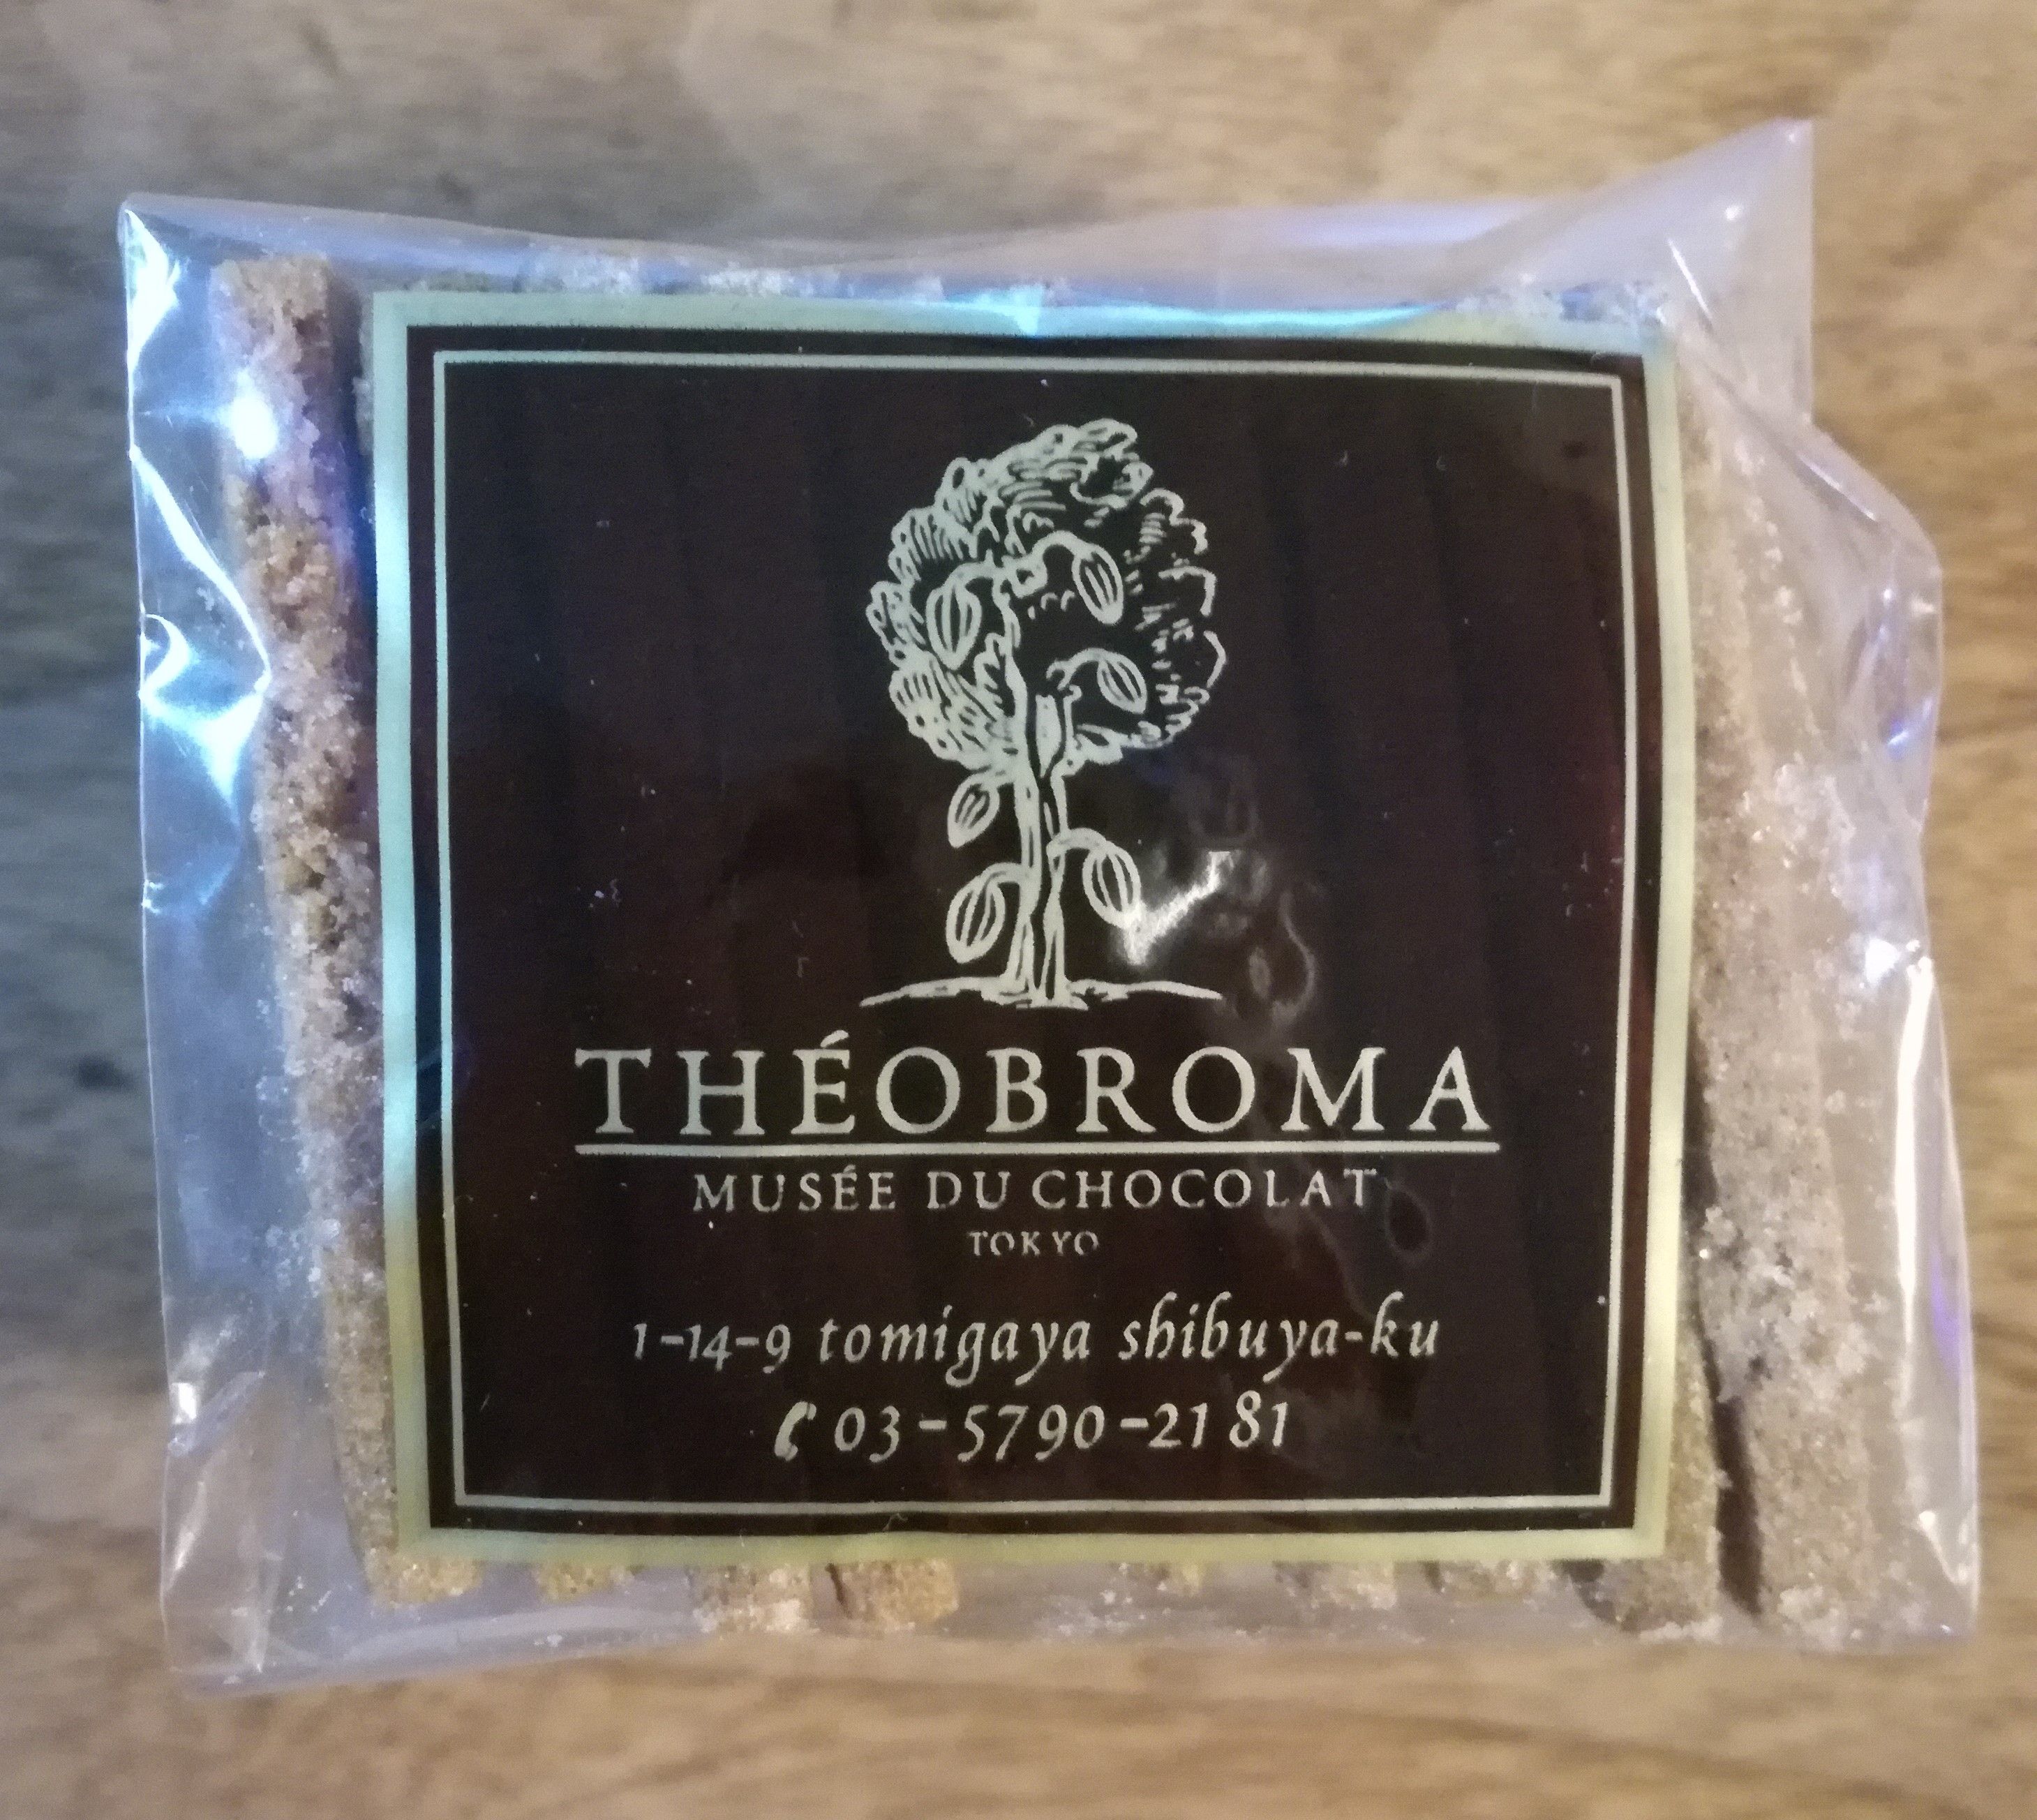 THÉOBROMA
MUSÉE DU CHOCOLAT
TOKYO
1-14-9 tomigaya shibuya-ku
03-5790-2181